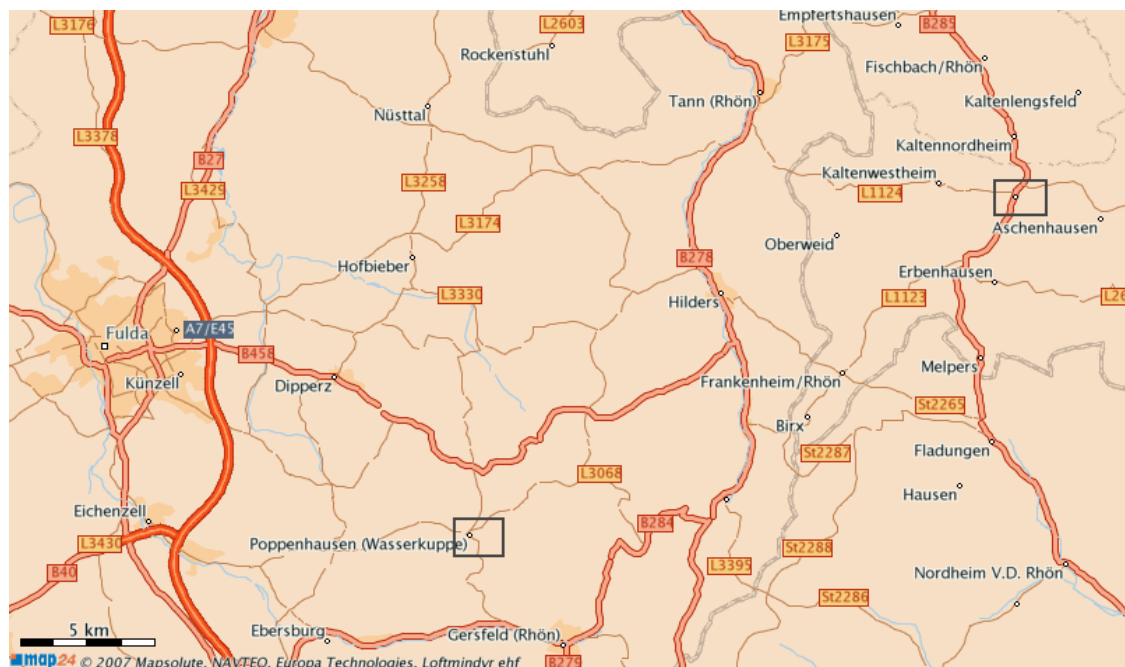 L3176
L2603
Empfertshausen
B285
L3175
Rockenstuhl
Fischbach/Rhön
Nüsttal
Tann (Rhön)
Kaltenlengsfeld
L3378
Kaltennordheim
B27
L3429
L3258
Kaltenwestheim
L1124
L3174
Aschenhausen
Oberweid
Hofbieber
B278
Erbenhausen
L3330
Hilders
L1123
Fulda
A7/E45
B458
Melpers
Künzell
Dipperz
Frankenheim/Rhön
St2265
Birx
St2287
Fladungen
L3068
Hausen
Eichenzell
B284
L3430
Poppenhausen (Wasserkuppe)
St2288
L3395
B40
Nordheim V.D. Rhön
St2286
5 km
Ebersburg
Gersfeld (Rhön)
B279
map24 © 2007 Mapsolute, NAVTEQ, Europa Technologies, Loftmindyr ehf